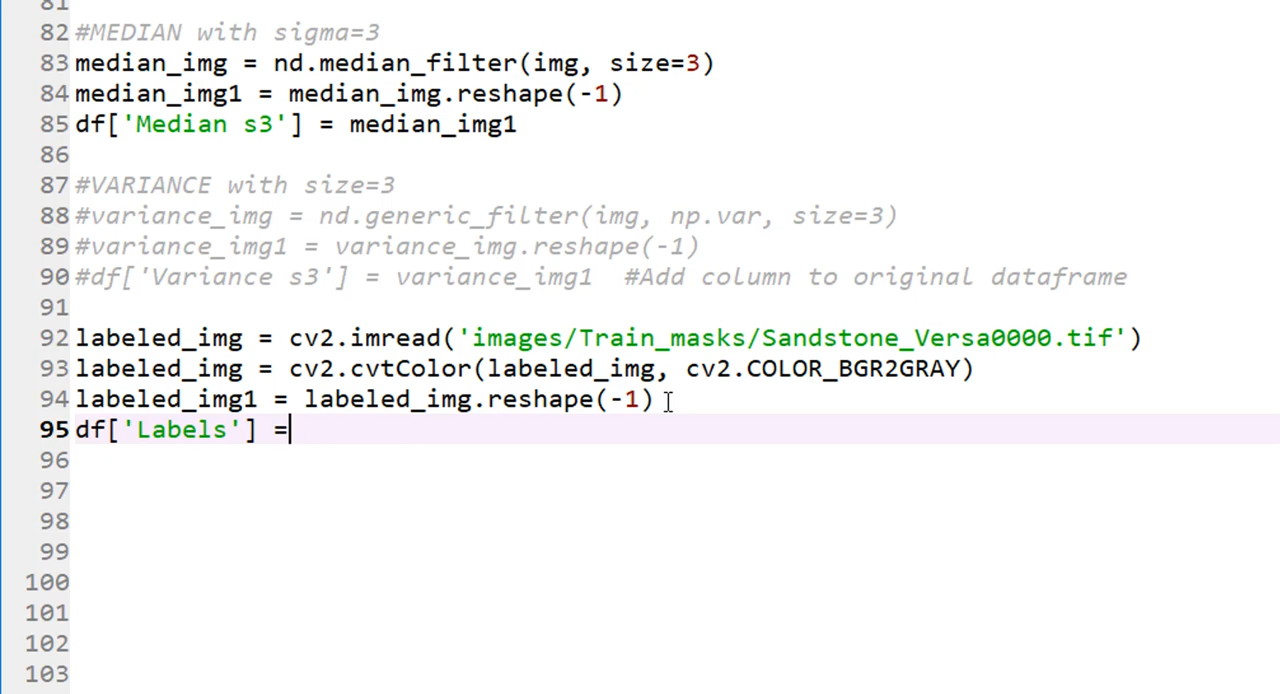 81
82 #MEDIAN with sigma=3
83 median_img = nd.median_filter(img, size=3)
84 median_img1 = median_img.reshape(-1)
85 df['Median s3'] = median_img1
86
87 #VARIANCE with size=3
88 #variance_img = nd.generic_filter(img, np.var, size=3)
89 #variance_img1 = variance_img.reshape(-1)
90 #df['Variance s3'] = variance_img1  #Add column to original dataframe
91
92 labeled_img = cv2.imread('images/Train_masks/Sandstone_Versa0000.tif')
93 labeled_img = cv2.cvtColor(labeled_img, cv2.COLOR_BGR2GRAY)
94 labeled_img1 = labeled_img.reshape(-1)
95 df['Labels'] =
96
97
98
99
100
101
102
103